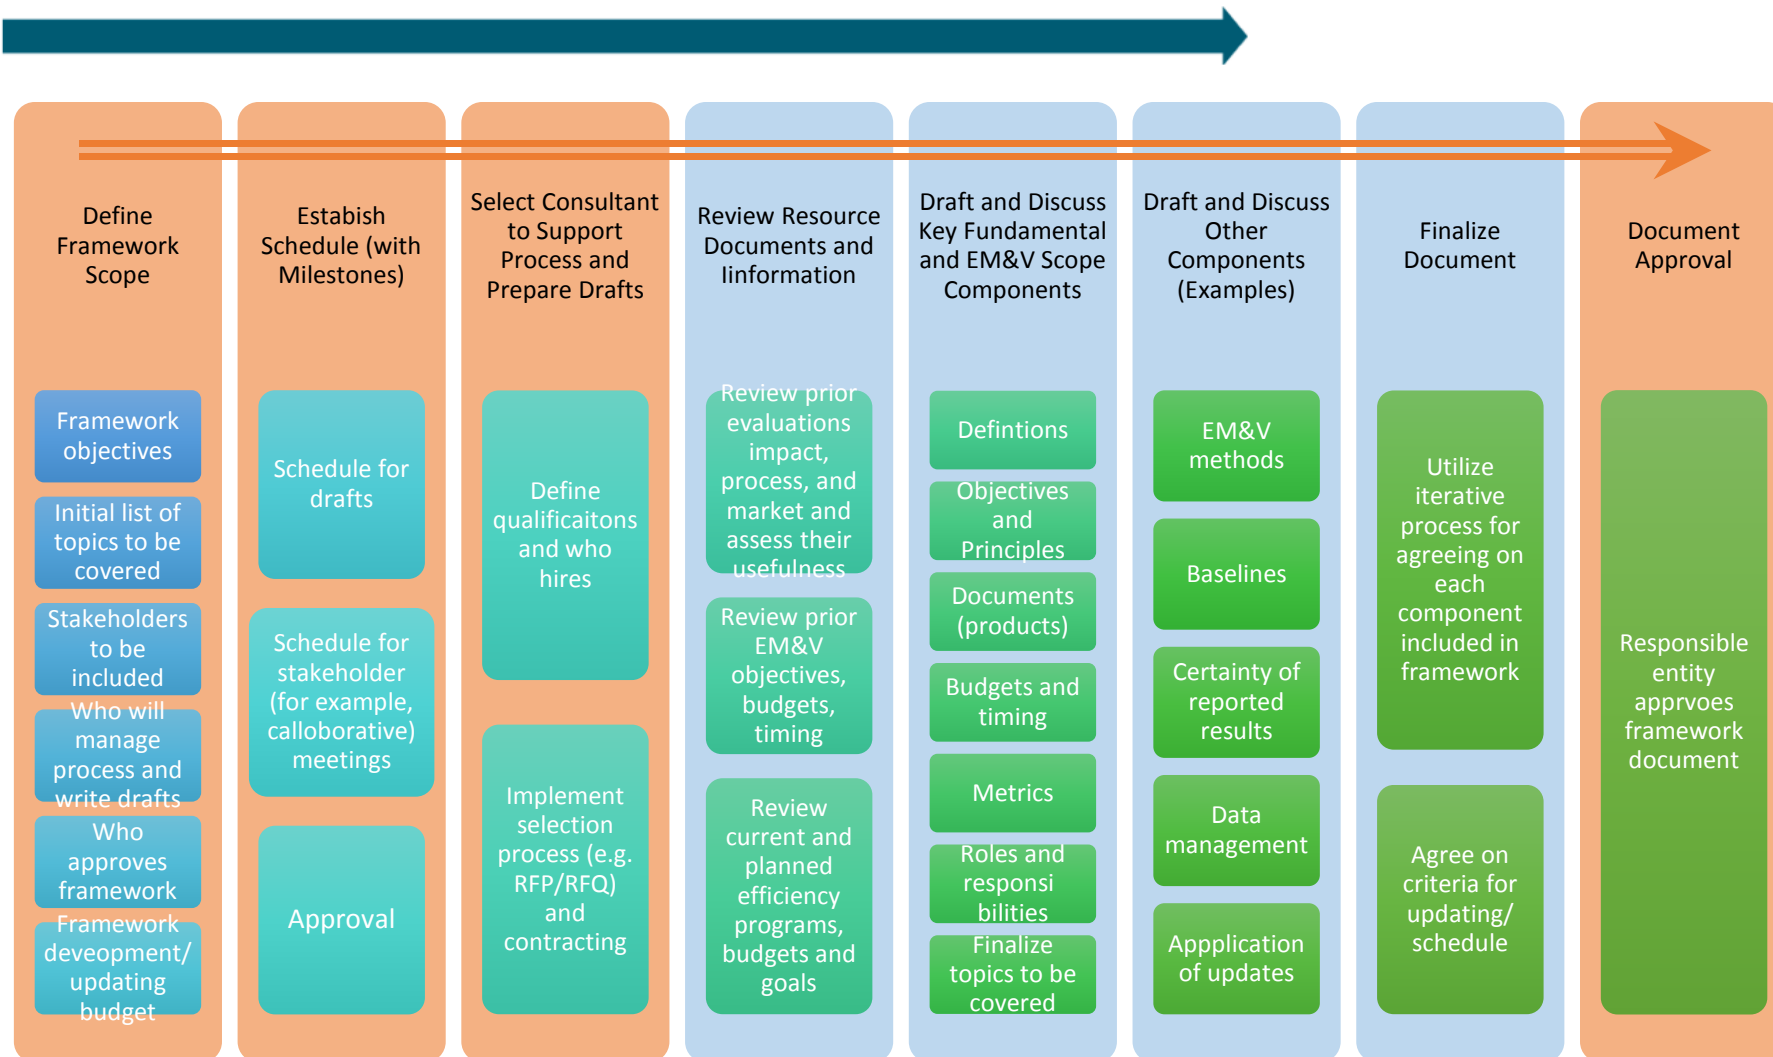 Define
Framework
Scope
Framework
objectives
Initial list of
topics to be
covered
Stakeholders
to be
included
Who will
manage
process and
write drafts
Who
approves
framework
Framework
deveopment/
updating
budget
Estabish
Schedule (with
Milestones)
Schedule for
drafts
Schedule for
stakeholder
(for example,
calloborative)
meetings
Approval
Select Consultant
to Support
Process and
Prepare Drafts
Define
qualificaitons
and who
hires
Implement
selection
process (e.g.
RFP/RFQ)
and
contracting
Review Resource
Documents and
Iinformation
Review prior
evaluations
impact,
process, and
market and
assess their
usefulness
Review prior
EM&V
objectives,
budgets,
timing
Review
current and
planned
efficiency
programs,
budgets and
goals
Draft and Discuss
Key Fundamental
and EM&V Scope
Components
Defintions
Objectives
and
Principles
Documents
(products)
Budgets and
timing
Metrics
Roles and
responsi
bilities
Finalize
topics to be
covered
Draft and Discuss
Other
Components
(Examples)
EM&V
methods
Baselines
Certainty of
reported
results
Data
management
Appplication
of updates
Finalize
Document
Utilize
iterative
process for
agreeing on
each
component
included in
framework
Agree on
criteria for
updating/
schedule
Document
Approval
Responsible
entity
apprvoes
framework
document